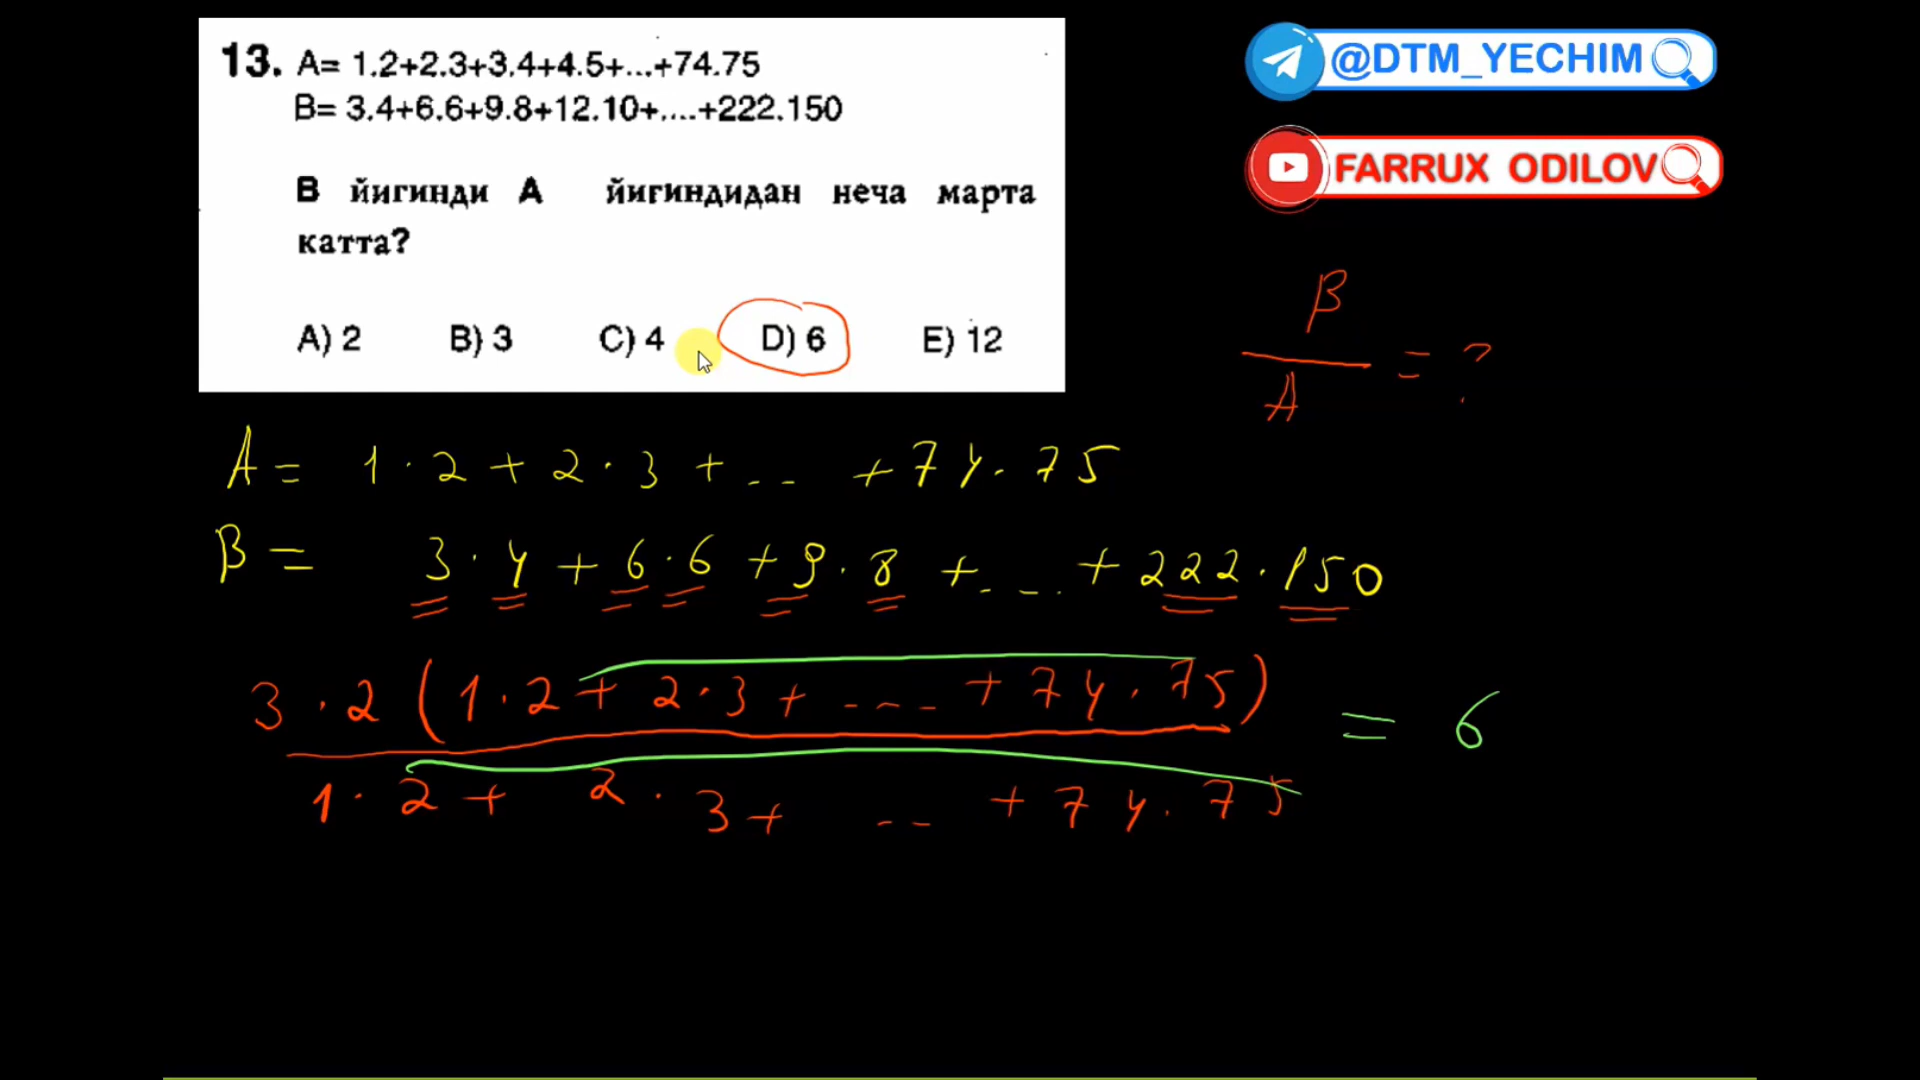 13. A= 1.2+2.3+3.4+4.5+...+74.75
B= 3.4+6.6+9.8+12.10+....+222.150
В йигинди А йигиндидан неча марта
катта?
A) 2 B) 3 C) 4 D) 6 E) 12
@DTM_YECHIM
FARRUX ODILOV
B
A = ?
A = 1 · 2 + 2 · 3 + .. + 74 · 75
B = 3 · 4 + 6 · 6 + 9 · 8 + ... + 222 · 150
3 · 2 ( 1 · 2 + 2 · 3 + ... + 74 · 75 ) = 6
1 · 2 + 2 · 3 + .. + 74 · 75